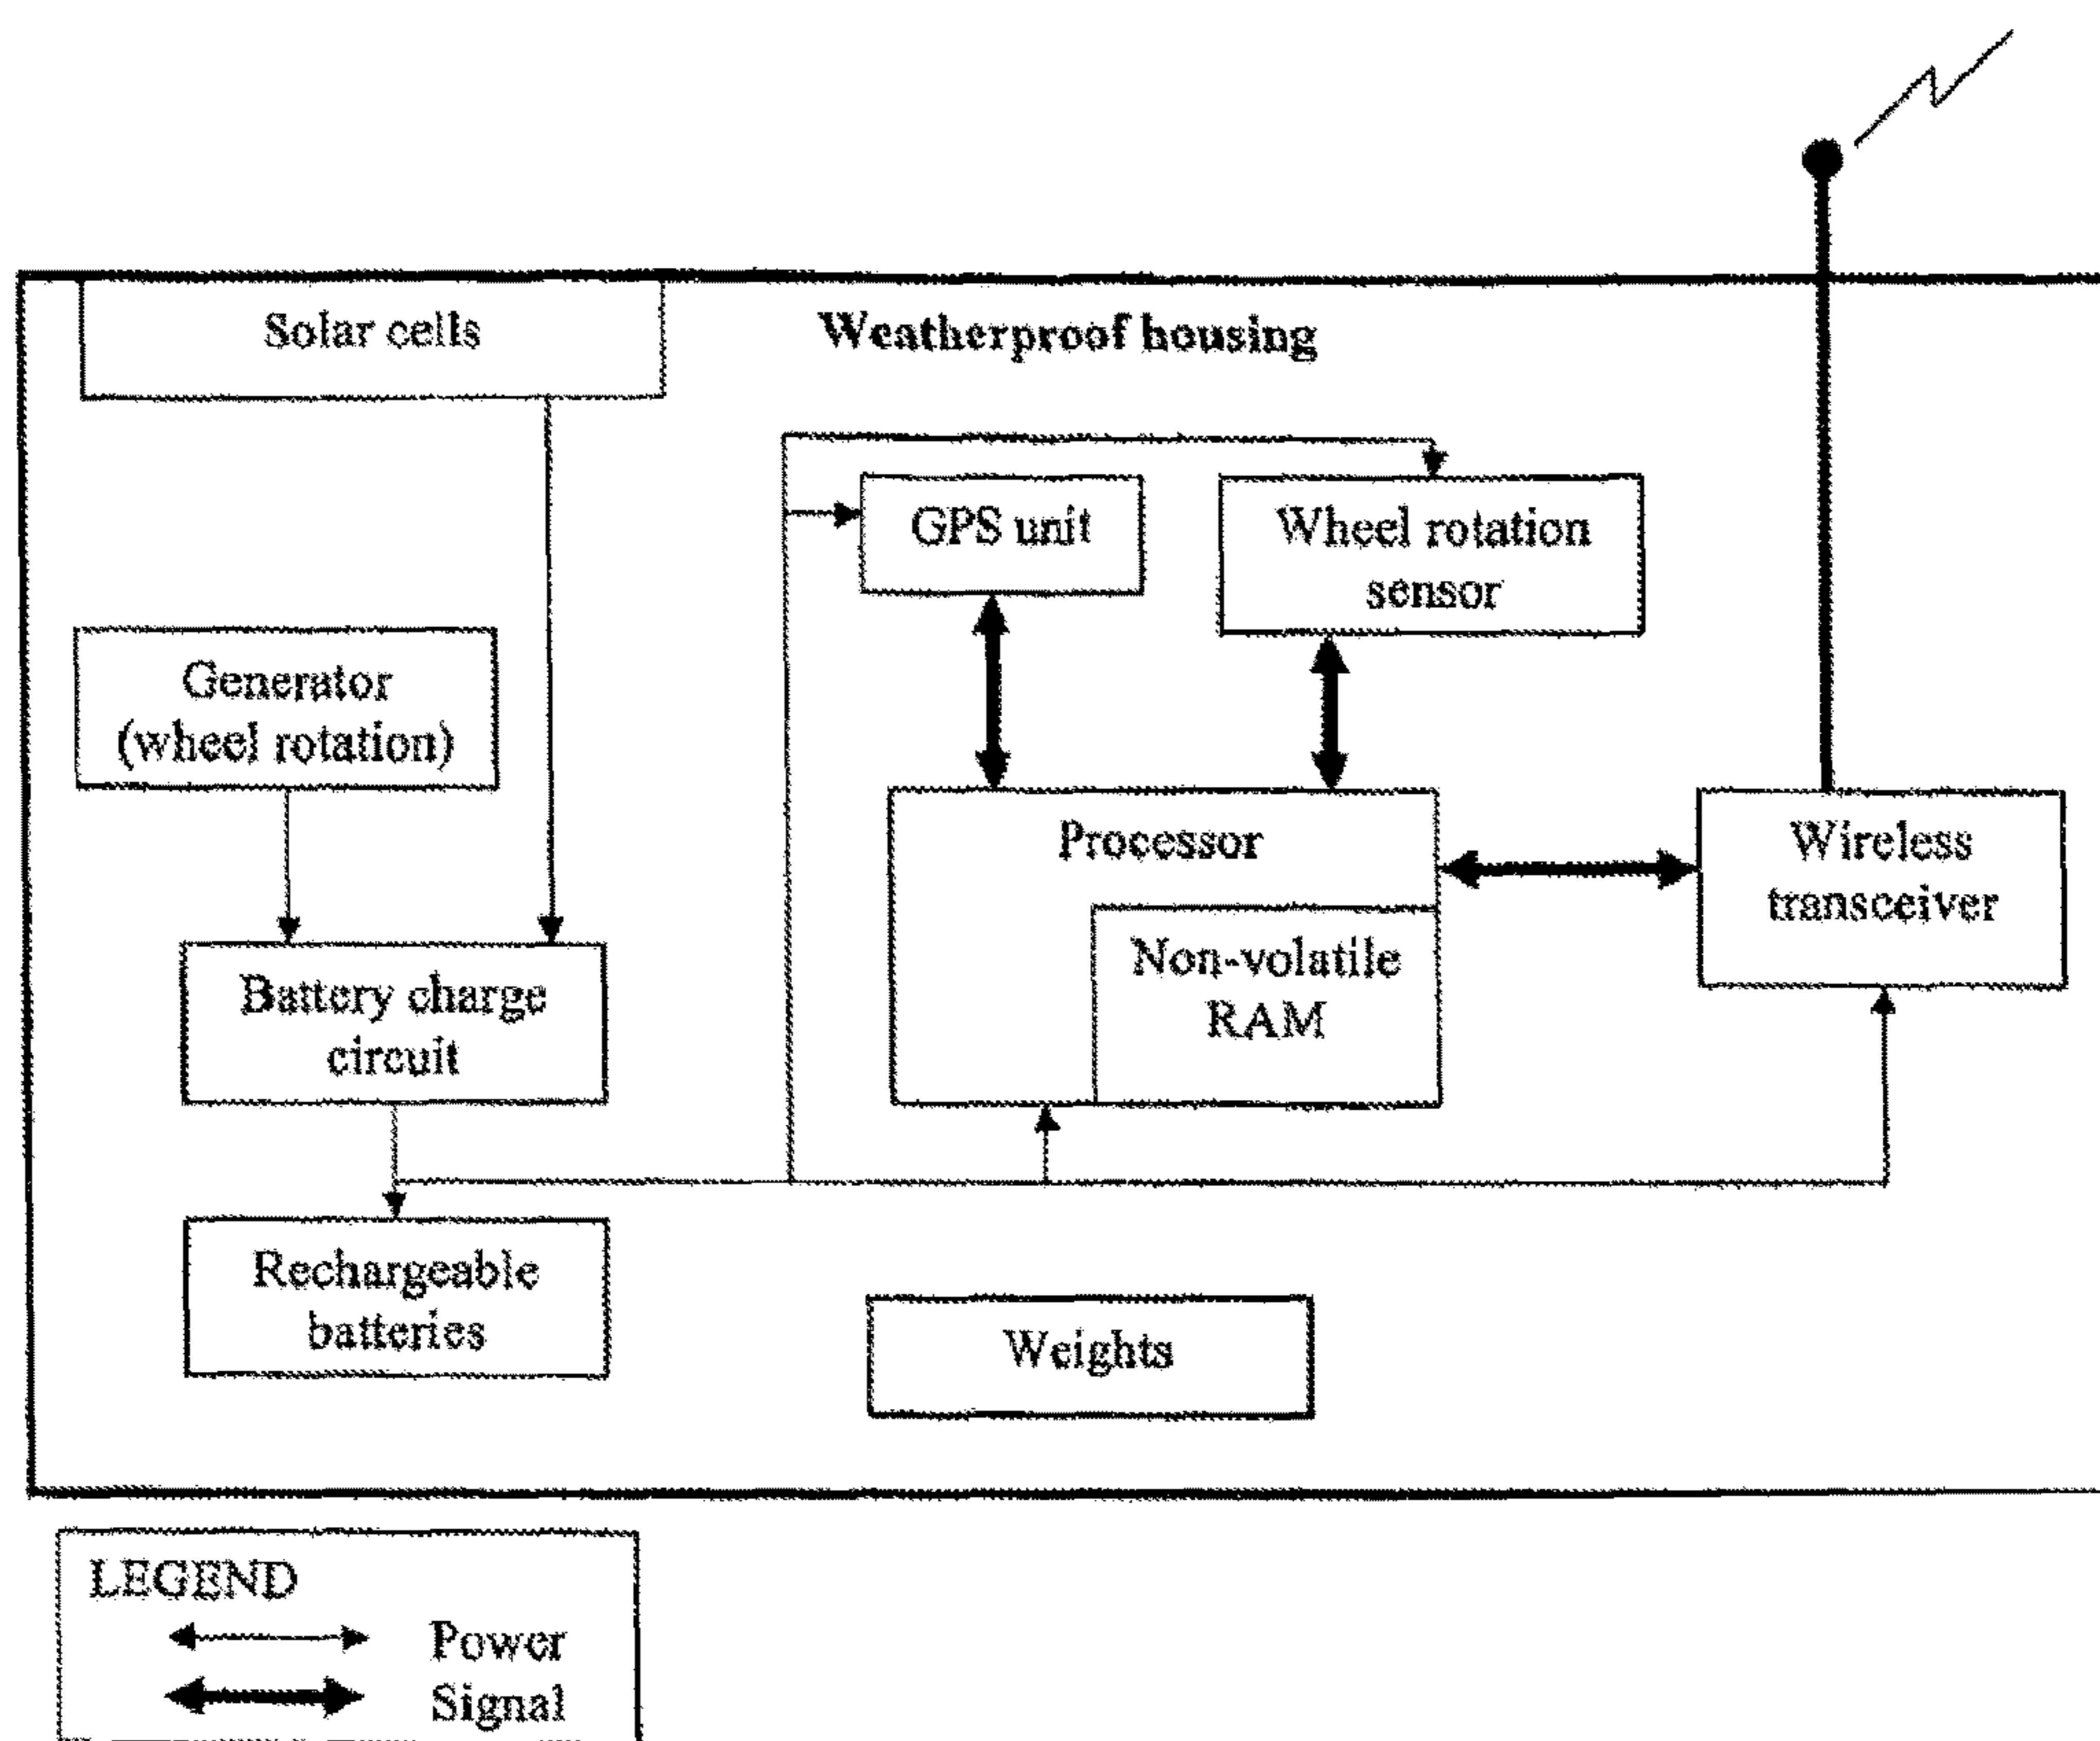 Solar cells
Weatherproof housing
GPS unit
Wheel rotation
sensor
Generator
(wheel rotation)
Processor
Wireless
transceiver
Non-volatile
RAM
Battery charge
circuit
Rechargeable
batteries
Weights
LEGEND
Power
Signal